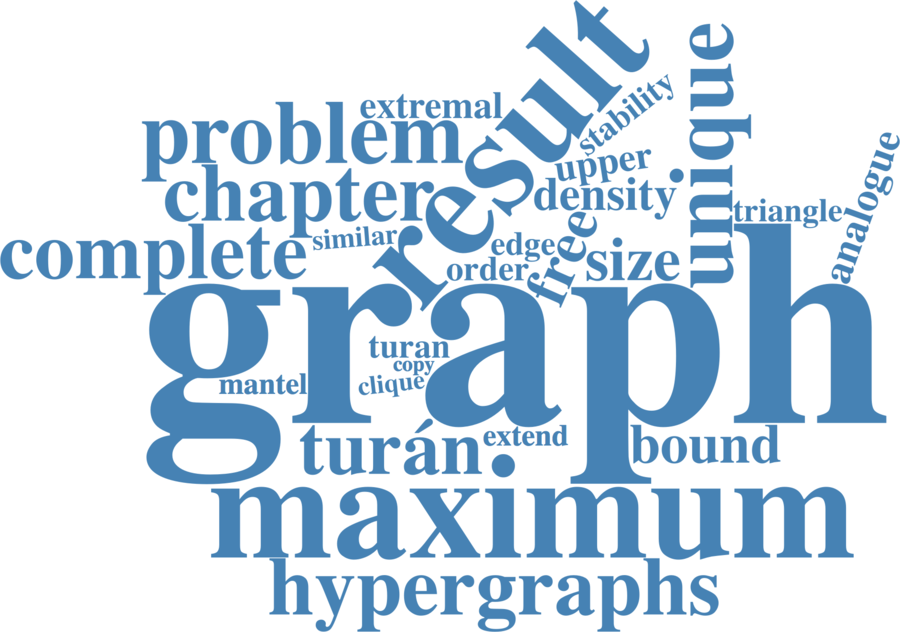 result
unique
extremal
problem
stability
upper
chapter
density
analogue
triangle
complete
similar
edge
free
size
order
graph
turan
copy
mantel
clique
turán
extend
bound
maximum
hypergraphs